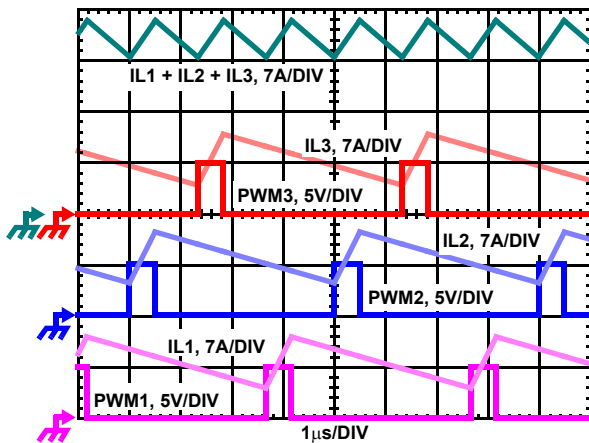 IL1 + IL2 + IL3, 7A/DIV
IL3, 7A/DIV
PWM3, 5V/DIV
IL2, 7A/DIV
PWM2, 5V/DIV
IL1, 7A/DIV
PWM1, 5V/DIV
1μs/DIV